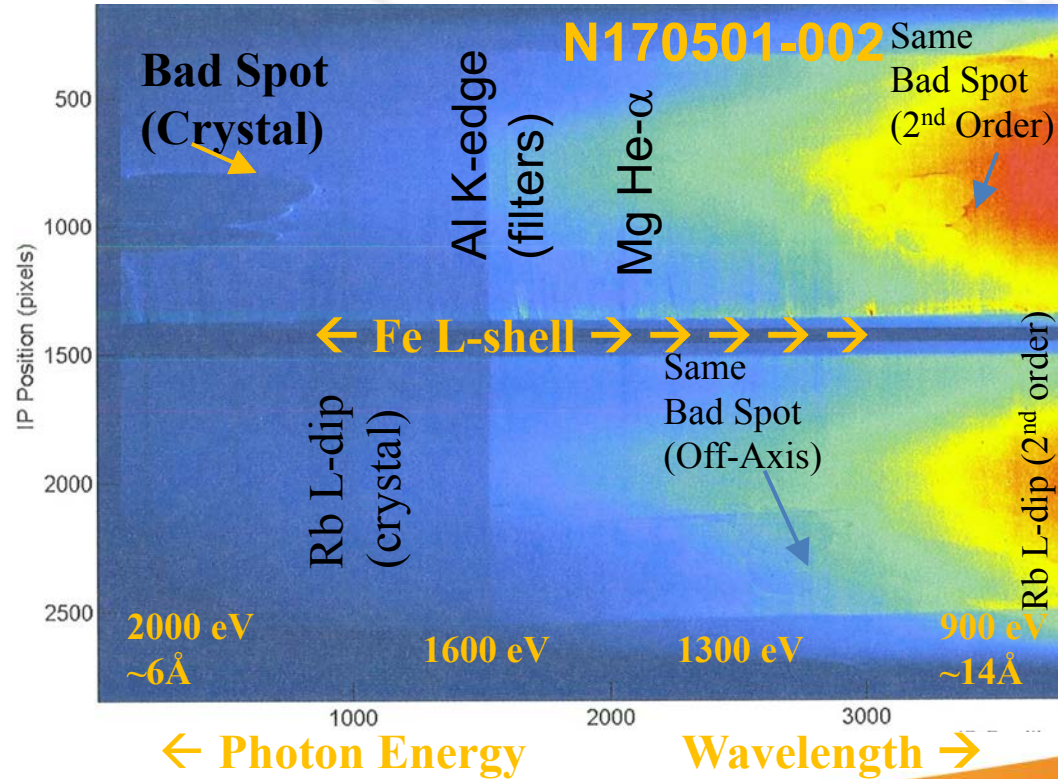 N170501-002
Bad Spot
(Crystal)
Al K-edge
(filters)
Mg He-α
Same
Bad Spot
(2nd Order)
500
1000
1500
2000
2500
IP Position (pixels)
← Fe L-shell → → → → →
Rb L-dip
(crystal)
Same
Bad Spot
(Off-Axis)
Rb L-dip (2nd order)
2000 eV
~6Å
1600 eV
1300 eV
900 eV
~14Å
1000
2000
3000
← Photon Energy
Wavelength →